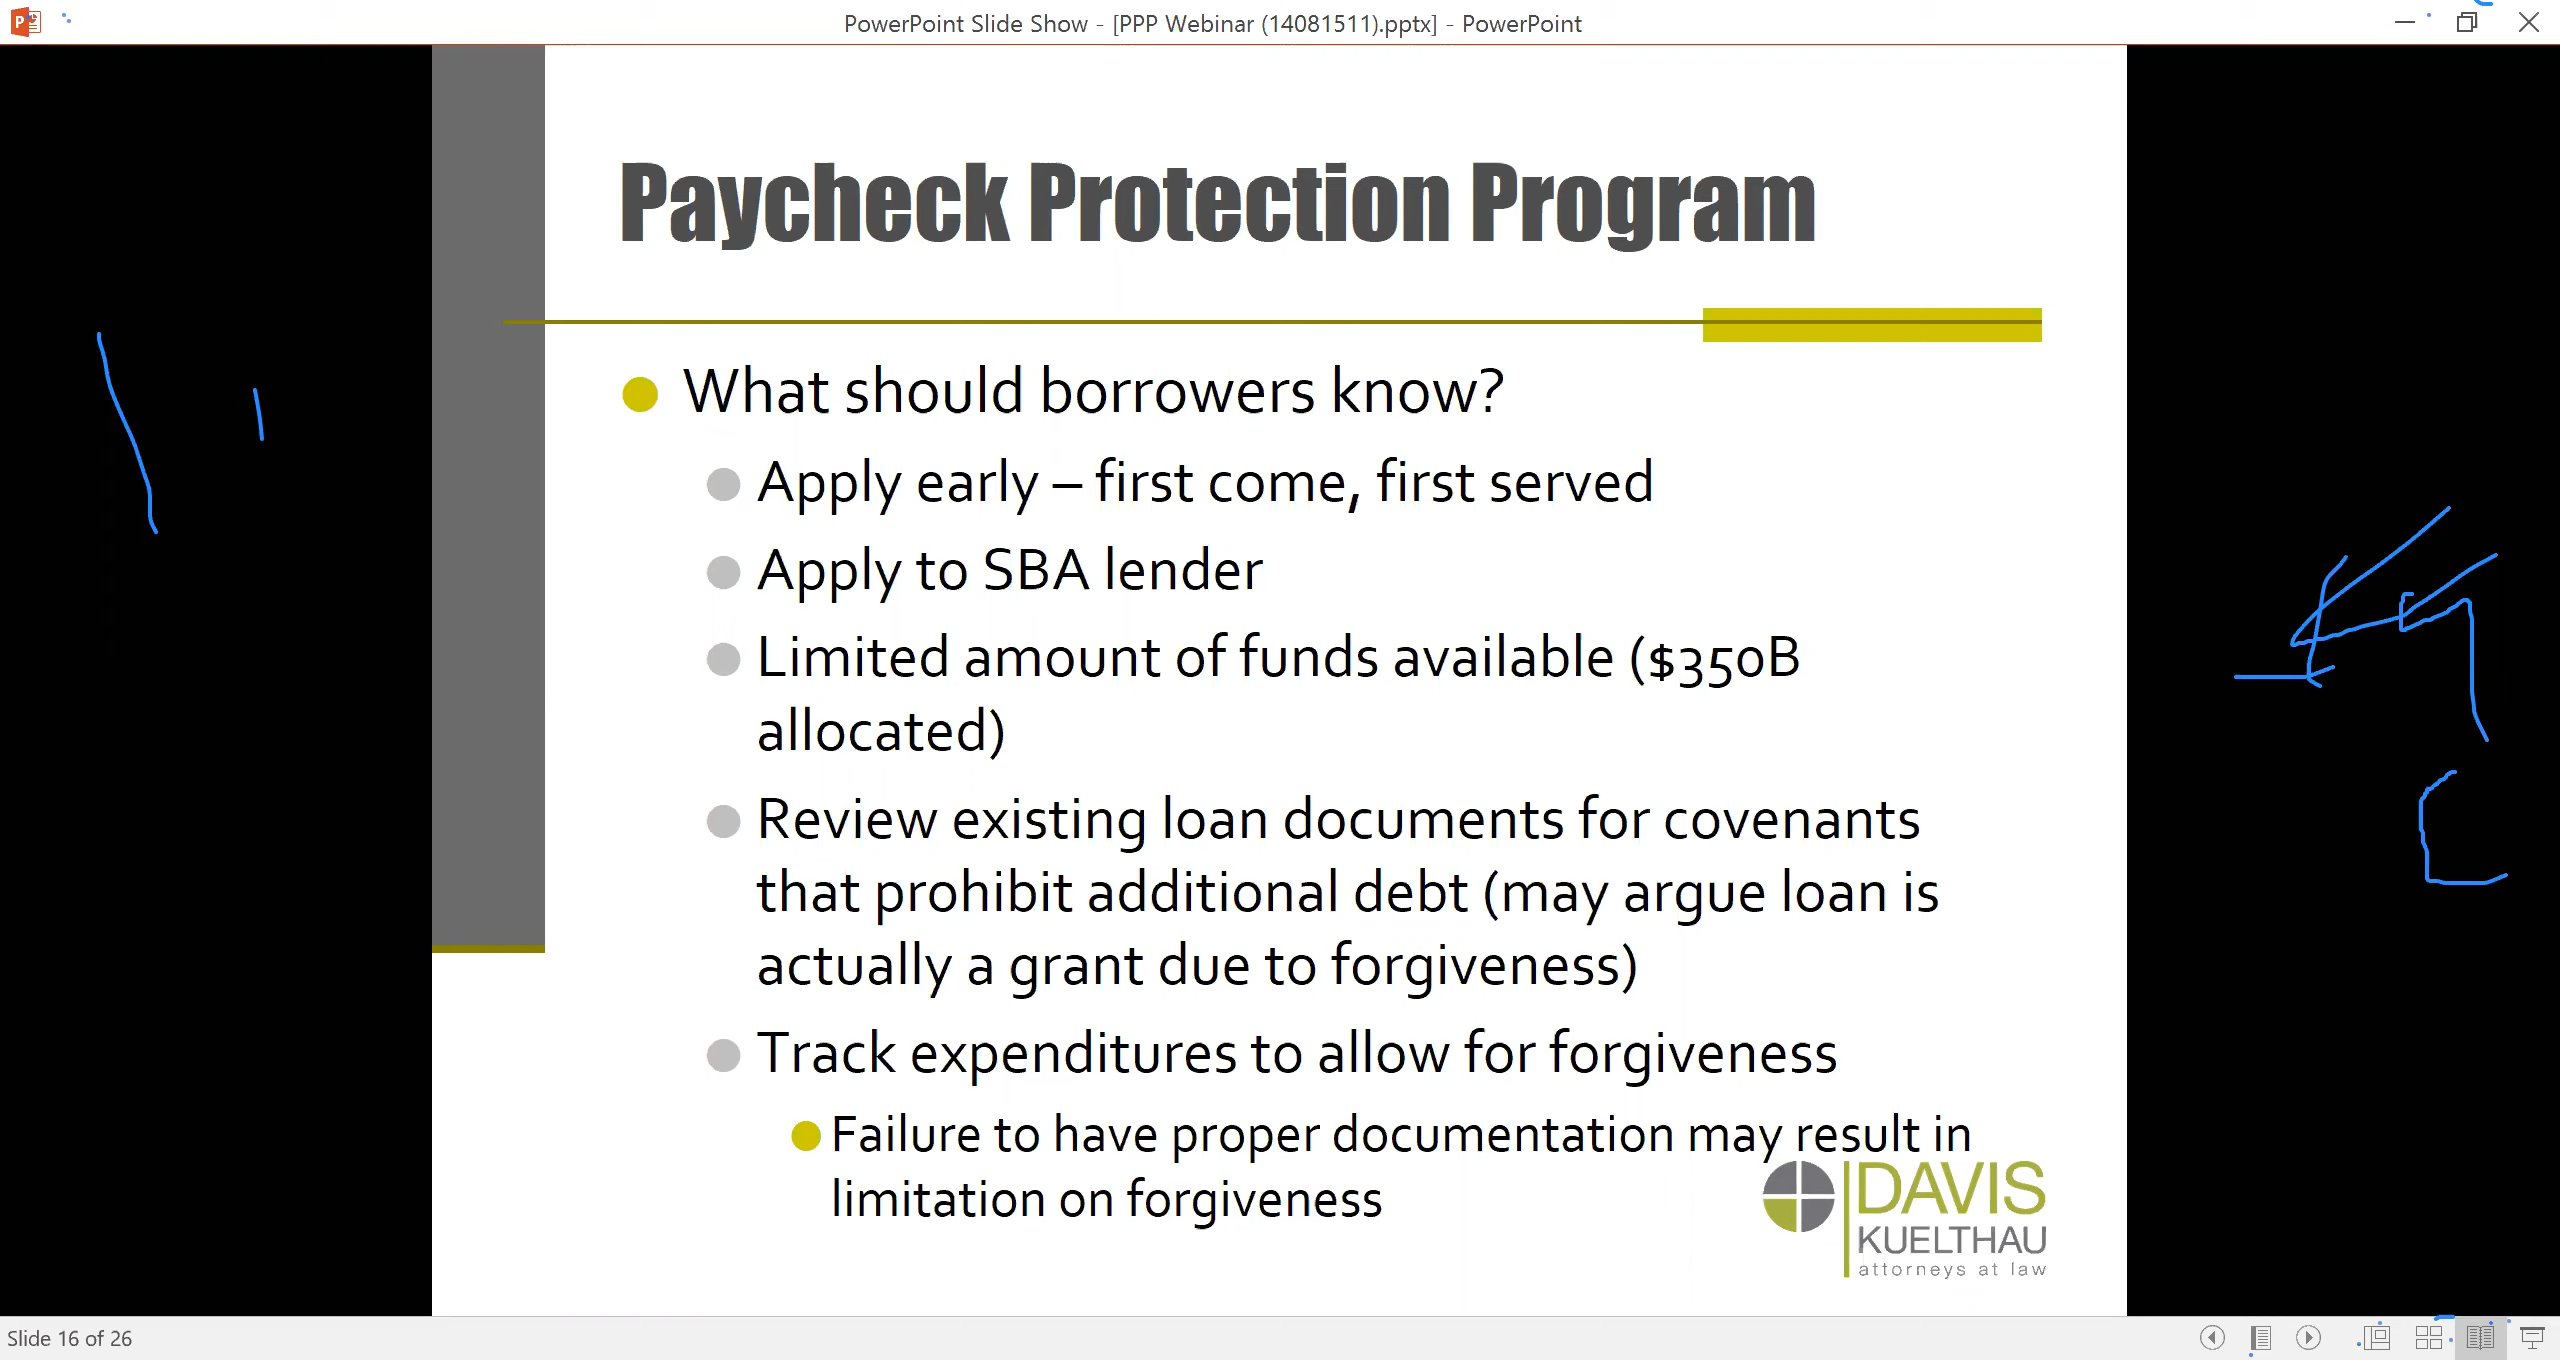 PowerPoint Slide Show - [PPP Webinar (14081511).pptx] - PowerPoint
Paycheck Protection Program
What should borrowers know?
Apply early – first come, first served
Apply to SBA lender
Limited amount of funds available ($350B
allocated)
Review existing loan documents for covenants
that prohibit additional debt (may argue loan is
actually a grant due to forgiveness)
Track expenditures to allow for forgiveness
Failure to have proper documentation may result in
limitation on forgiveness
DAVIS
KUELTHAU
attorneys at law
Slide 16 of 26